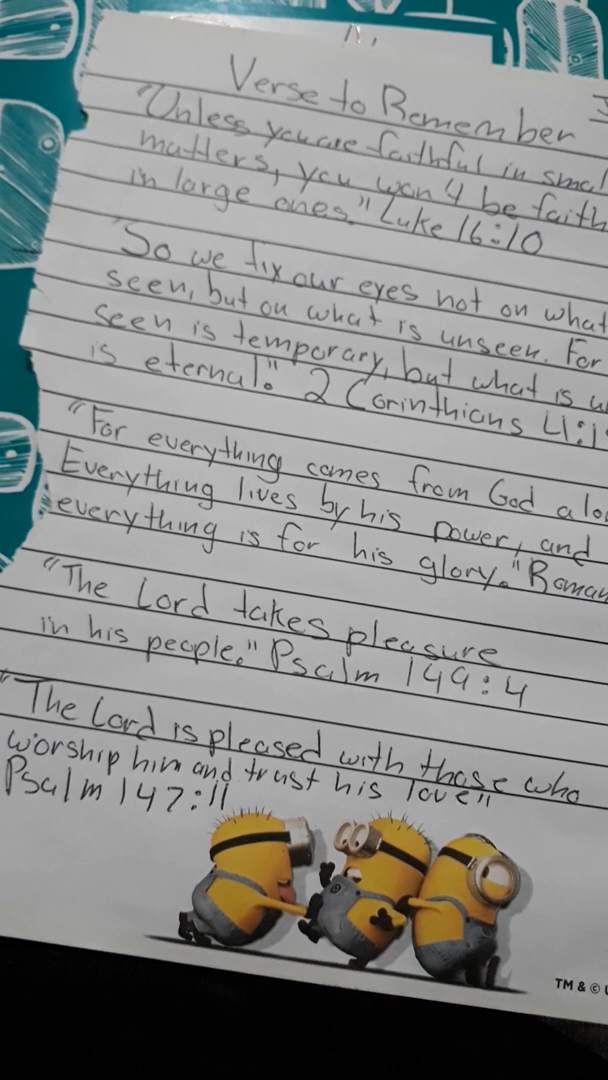 Verse to Remember
"Unless you are faithful in smal
matters, you won't be faith
in large ones." Luke 16:10
"So we fix our eyes not on what
seen, but on what is unseen. For
seen is temporary, but what is u
is eternal." 2 Corinthians 4:1
"For everything comes from God alo
Everything lives by his power, and
everything is for his glory." Roman
"The Lord takes pleasure
in his people." Psalm 149:4
"The Lord is pleased with those who
worship him and trust his love"
Psalm 147:11
TM & ©